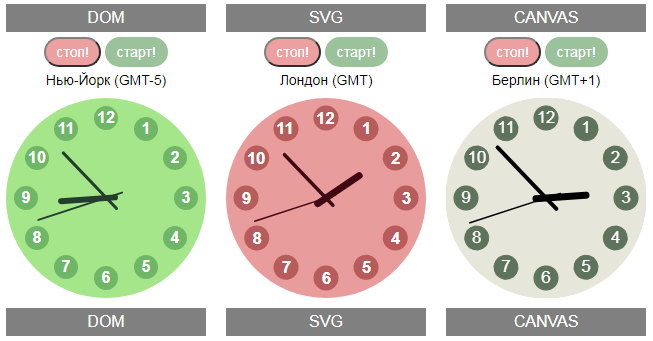 DOM
SVG
CANVAS
стоп! старт!
стоп! старт!
стоп! старт!
Нью-Йорк (GMT-5)
Лондон (GMT)
Берлин (GMT+1)
12
11 1
10 2
9 3
8 4
7 5
6
12
11 1
10 2
9 3
8 4
7 5
6
12
11 1
10 2
9 3
8 4
7 5
6
DOM
SVG
CANVAS